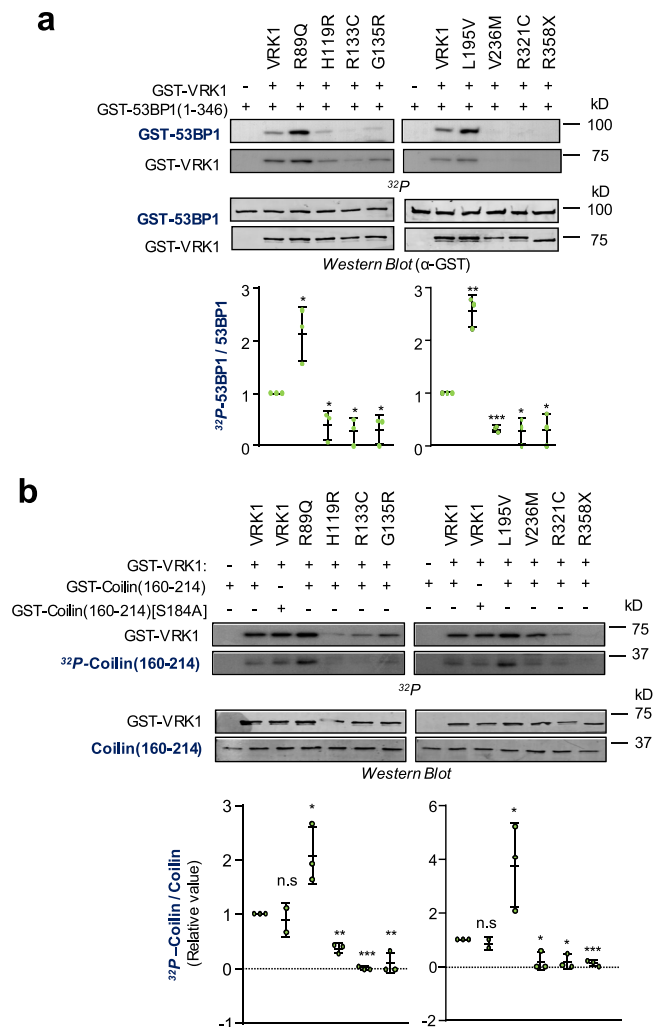 a
VRK1 R89Q H119R R133C G135R VRK1 L195V V236M R321C R358X
GST-VRK1 - + + + + + - + + + + +
GST-53BP1(1-346) + + + + + + + + + + + + kD
GST-53BP1 100
GST-VRK1 75
32P
kD
GST-53BP1 100
GST-VRK1 75
Western Blot (α-GST)
32P-53BP1 / 53BP1
3 2 1 0 * * * * 3 2 1 0 ** *** * *
b
VRK1 VRK1 R89Q H119R R133C G135R VRK1 VRK1 L195V V236M R321C R358X
GST-VRK1: - + + + + + + - + + + + + +
GST-Coilin(160-214) + + - + + + + + + - + + + +
GST-Coilin(160-214)[S184A] - - + - - - - - - + - - - - kD
GST-VRK1 75
32P-Coilin(160-214) 37
32P
kD
GST-VRK1 75
Coilin(160-214) 37
Western Blot
32P –Coilin / Coilin
(Relative value)
3 2 1 0 -1 n.s * ** *** ** 6 4 2 0 -2 n.s * * * ***